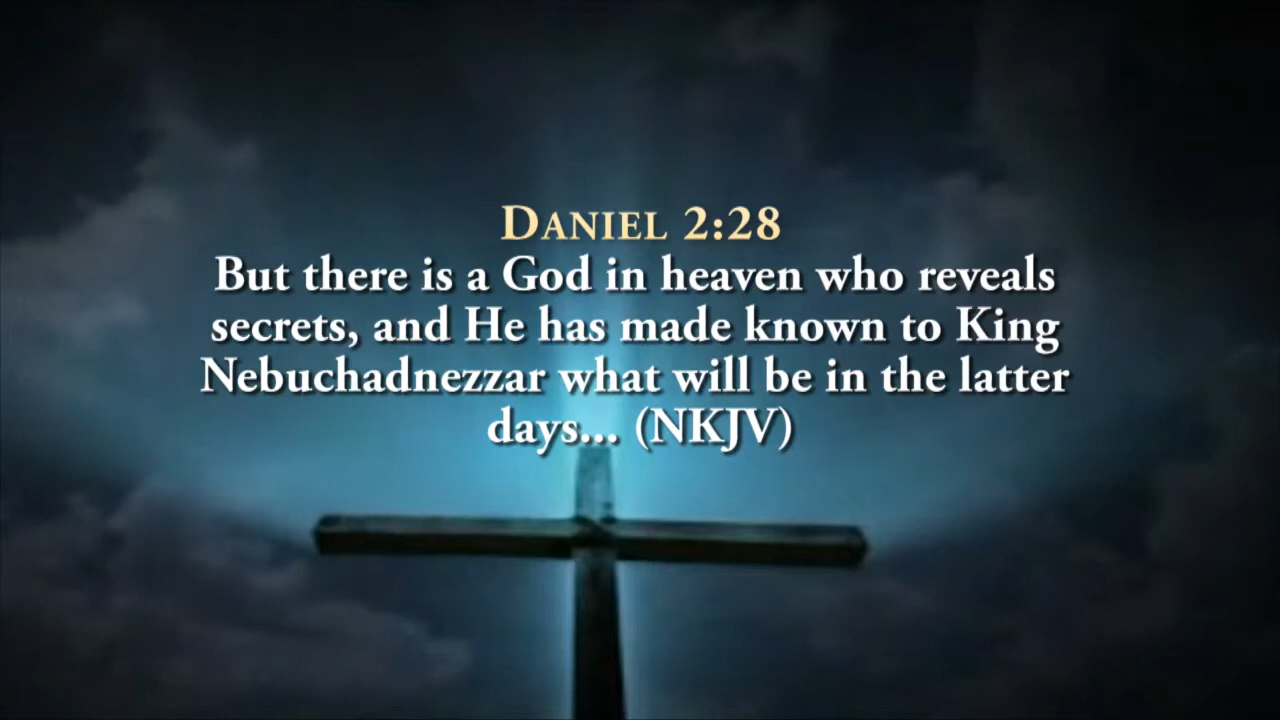 DANIEL 2:28
But there is a God in heaven who reveals
secrets, and He has made known to King
Nebuchadnezzar what will be in the latter
days... (NKJV)